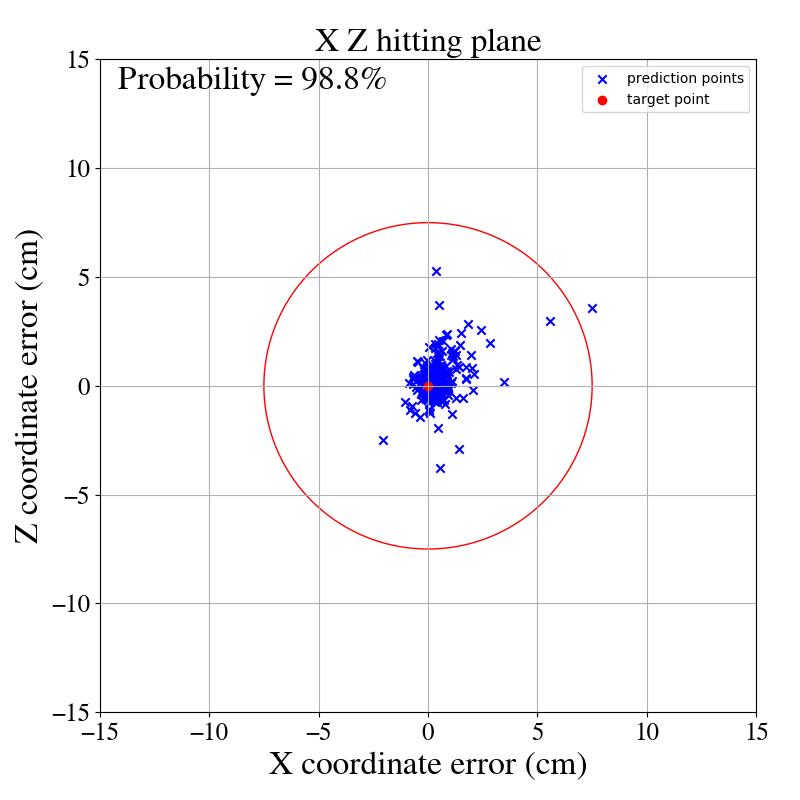 X Z hitting plane
Probability = 98.8%
prediction points
target point
15
10
5
0
−5
−10
−15
Z coordinate error (cm)
−15 −10 −5 0 5 10 15
X coordinate error (cm)